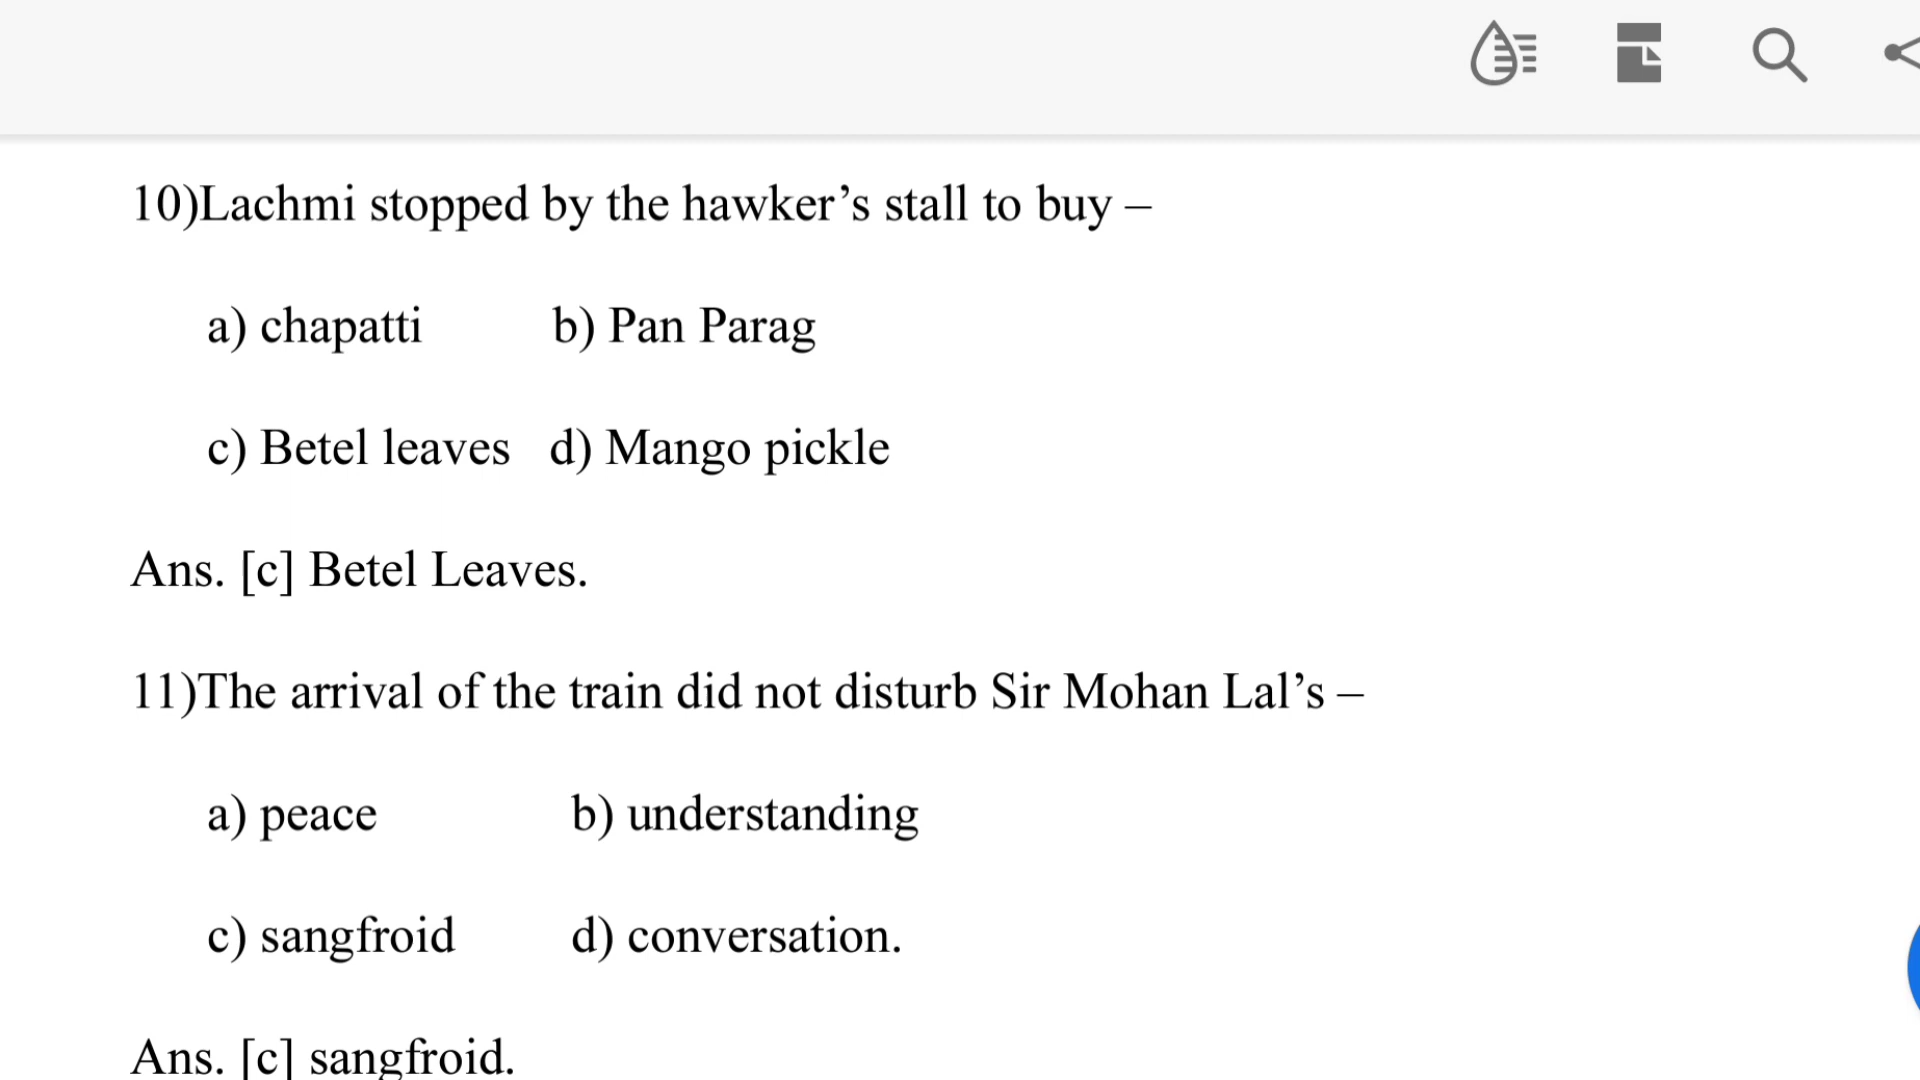 10)Lachmi stopped by the hawker’s stall to buy –
a) chapatti b) Pan Parag
c) Betel leaves d) Mango pickle
Ans. [c] Betel Leaves.
11)The arrival of the train did not disturb Sir Mohan Lal’s –
a) peace b) understanding
c) sangfroid d) conversation.
Ans. [c] sangfroid.